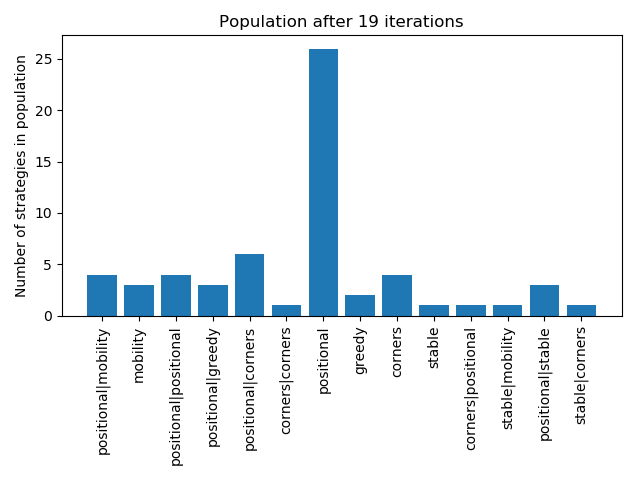 Population after 19 iterations
Number of strategies in population
25
20
15
10
5
0
positional|mobility
mobility
positional|positional
positional|greedy
positional|corners
corners|corners
positional
greedy
corners
stable
corners|positional
stable|mobility
positional|stable
stable|corners